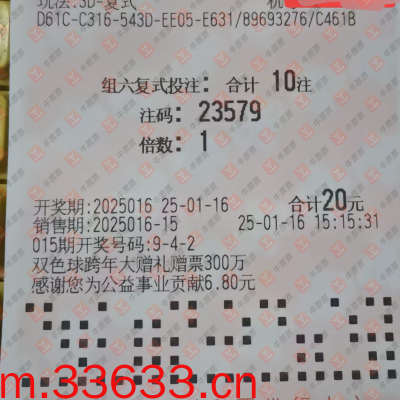 玩法:3D-复式
D61C-C316-543D-EE05-E631/89693276/C461B
组六复式投注: 合计 10注
注码: 23579
倍数: 1
开奖期:2025016 25-01-16 合计20元
销售期:2025016-15 25-01-16 15:15:31
015期开奖号码:9-4-2
双色球跨年大赠礼赠票300万
感谢您为公益事业贡献6.80元
m.33633.cn